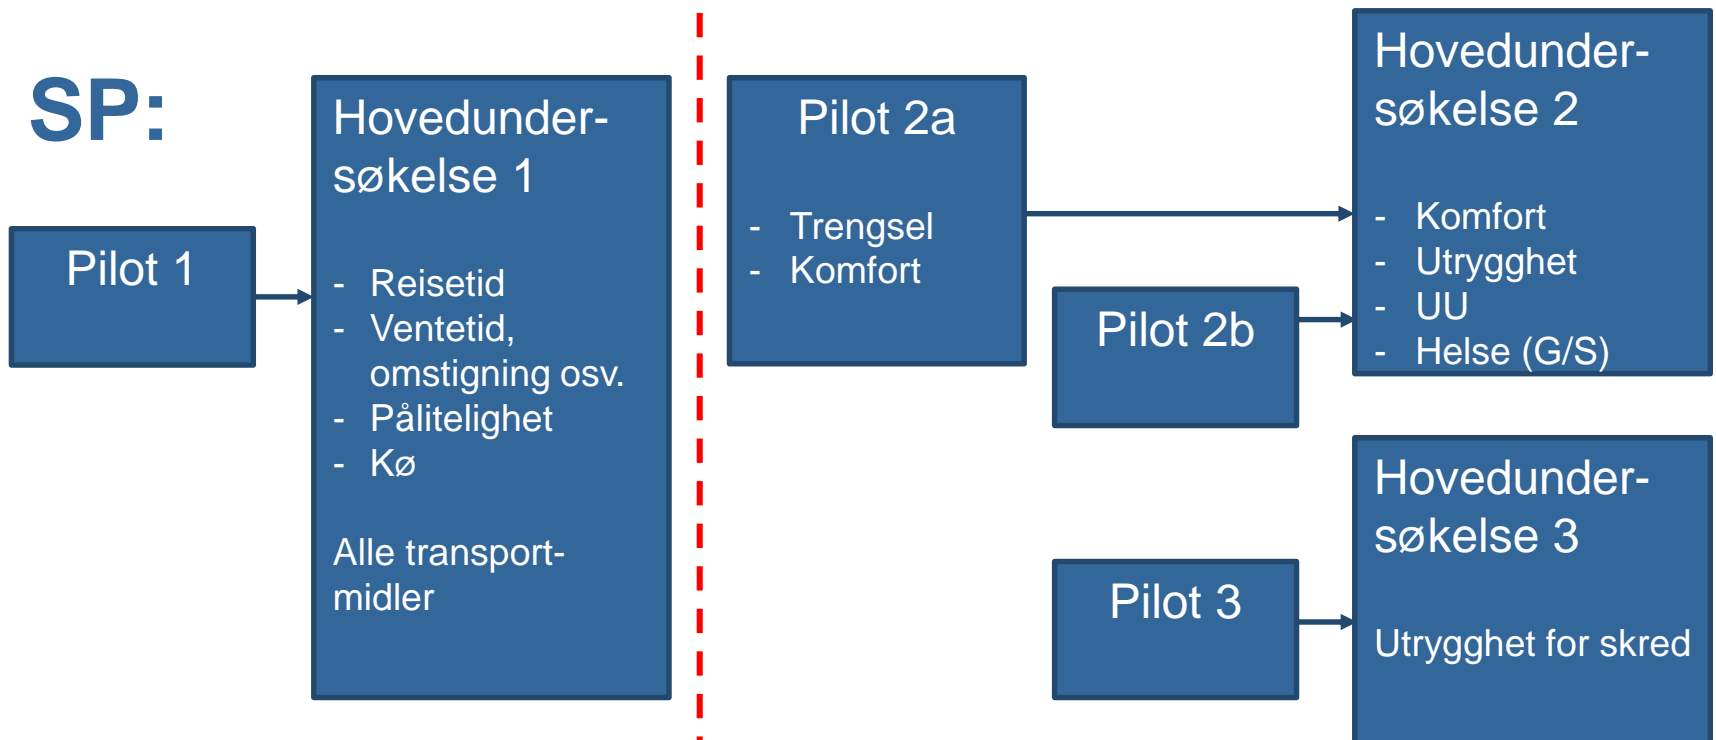 SP:
Pilot 1
Hovedunder-
søkelse 1
- Reisetid
- Ventetid,
omstigning osv.
- Pålitelighet
- Kø
Alle transport-
midler
Pilot 2a
- Trengsel
- Komfort
Pilot 2b
Hovedunder-
søkelse 2
- Komfort
- Utrygghet
- UU
- Helse (G/S)
Pilot 3
Hovedunder-
søkelse 3
Utrygghet for skred